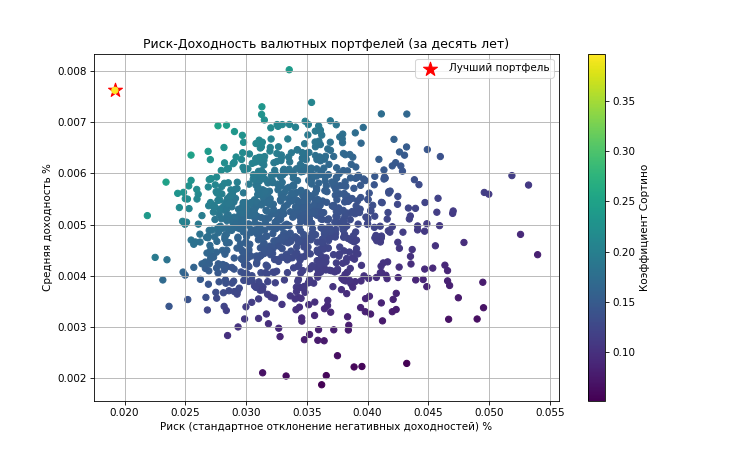 Риск-Доходность валютных портфелей (за десять лет)
Лучший портфель
Средняя доходность %
0.008
0.007
0.006
0.005
0.004
0.003
0.002
0.020 0.025 0.030 0.035 0.040 0.045 0.050 0.055
Риск (стандартное отклонение негативных доходностей) %
0.35
0.30
0.25
0.20
0.15
0.10
Коэффициент Сортино